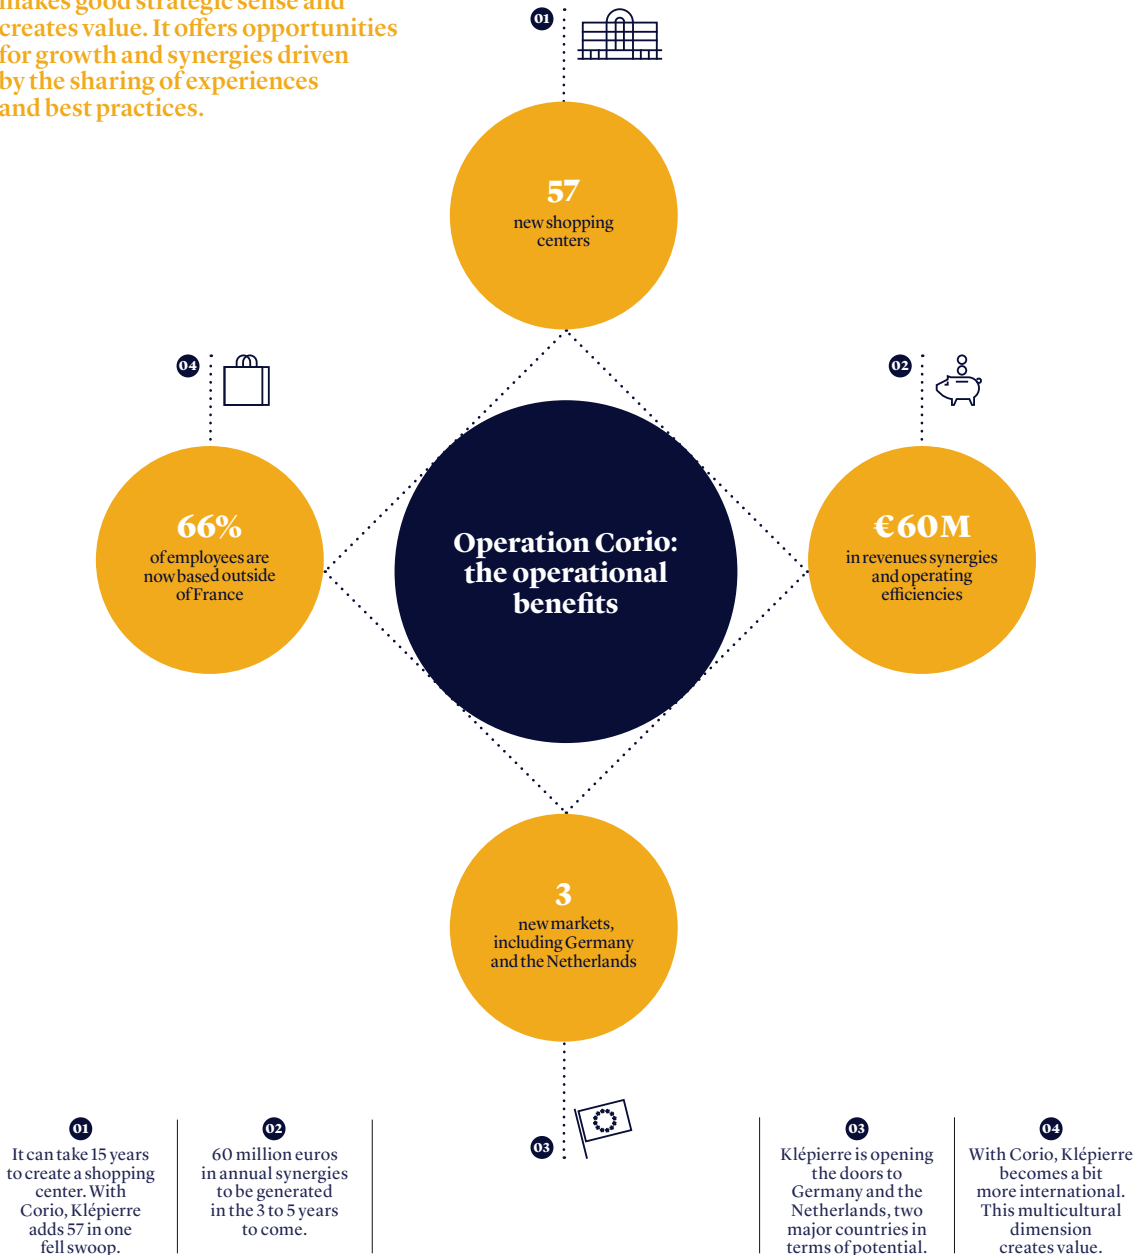 makes good strategic sense and
creates value. It offers opportunities
for growth and synergies driven
by the sharing of experiences
and best practices.
01
57
new shopping
centers
04
02
66%
of employees are
now based outside
of France
Operation Corio:
the operational
benefits
€60M
in revenues synergies
and operating
efficiencies
3
new markets,
including Germany
and the Netherlands
03
01
It can take 15 years
to create a shopping
center. With
Corio, Klépierre
adds 57 in one
fell swoop.
02
60 million euros
in annual synergies
to be generated
in the 3 to 5 years
to come.
03
Klépierre is opening
the doors to
Germany and the
Netherlands, two
major countries in
terms of potential.
04
With Corio, Klépierre
becomes a bit
more international.
This multicultural
dimension
creates value.